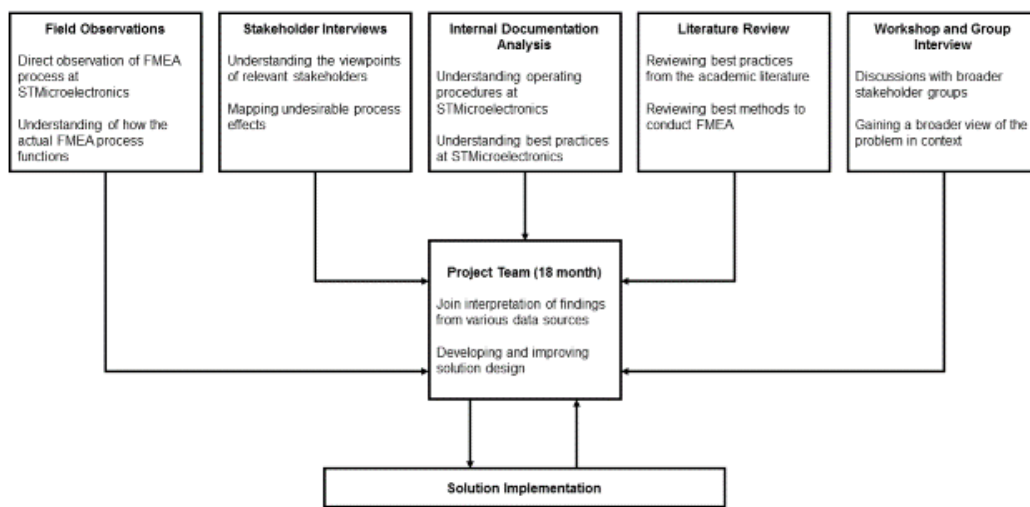 Field Observations
Direct observation of FMEA
process at
STMicroelectronics
Understanding of how the
actual FMEA process
functions
Stakeholder Interviews
Understanding the viewpoints
of relevant stakeholders
Mapping undesirable process
effects
Internal Documentation
Analysis
Understanding operating
procedures at
STMicroelectronics
Understanding best practices
at STMicroelectronics
Literature Review
Reviewing best practices
from the academic literature
Reviewing best methods to
conduct FMEA
Workshop and Group
Interview
Discussions with broader
stakeholder groups
Gaining a broader view of the
problem in context
Project Team (18 month)
Join interpretation of findings
from various data sources
Developing and improving
solution design
Solution Implementation